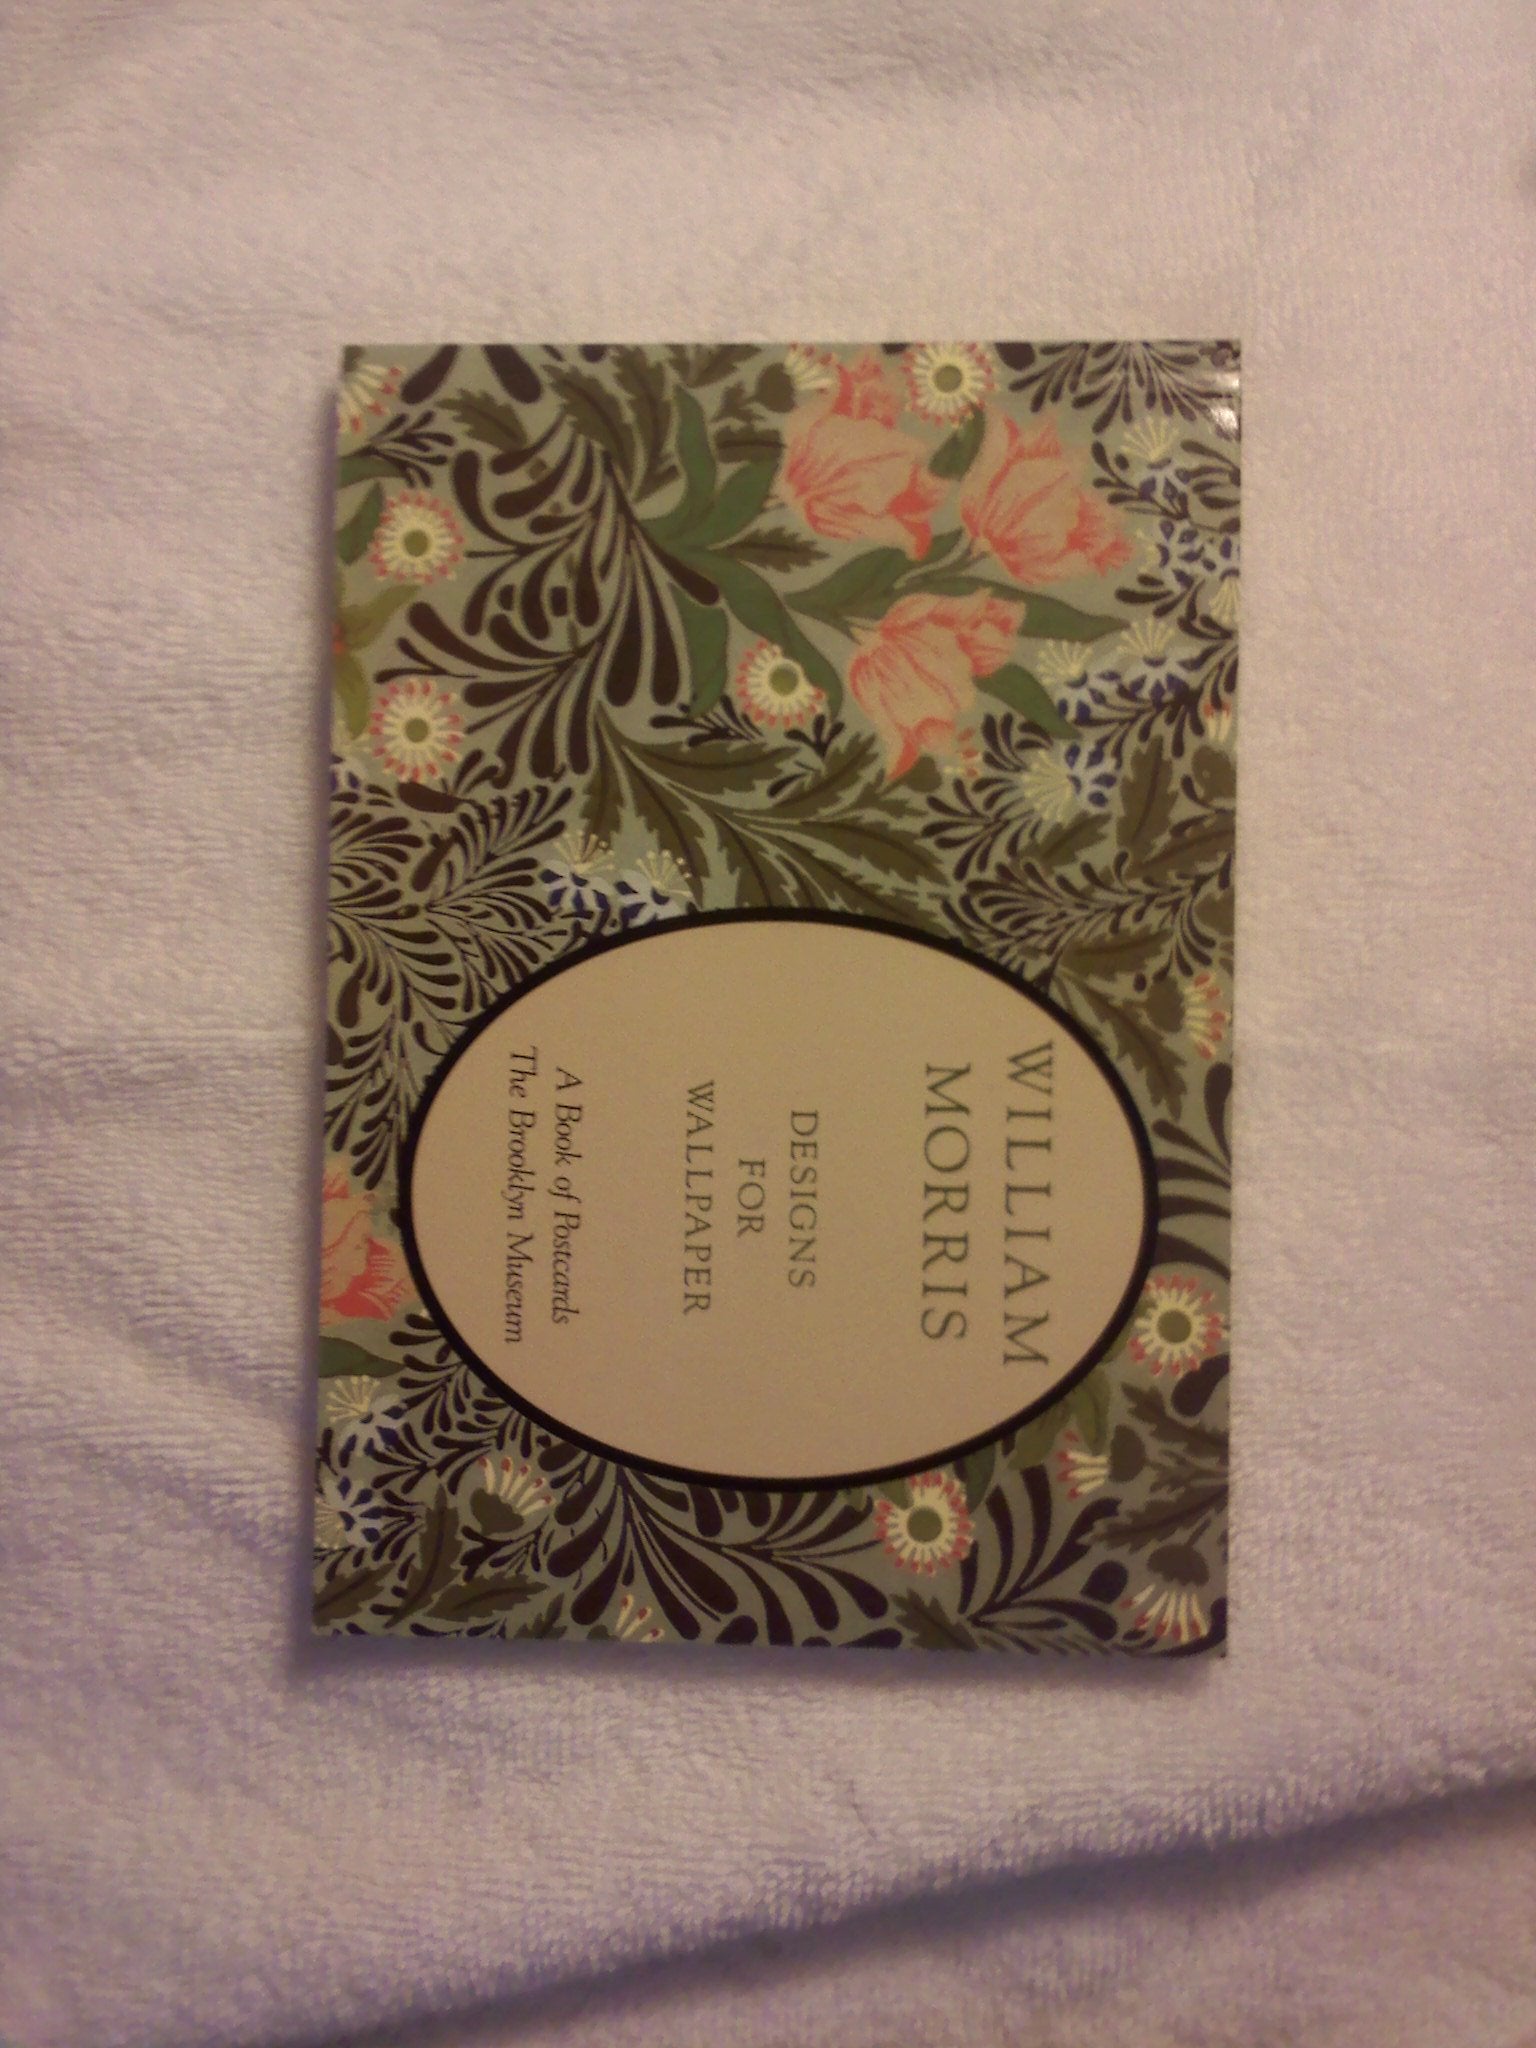 WILLIAM
MORRIS
DESIGNS
FOR
WALLPAPER
A Book of Postcards
The Brooklyn Museum